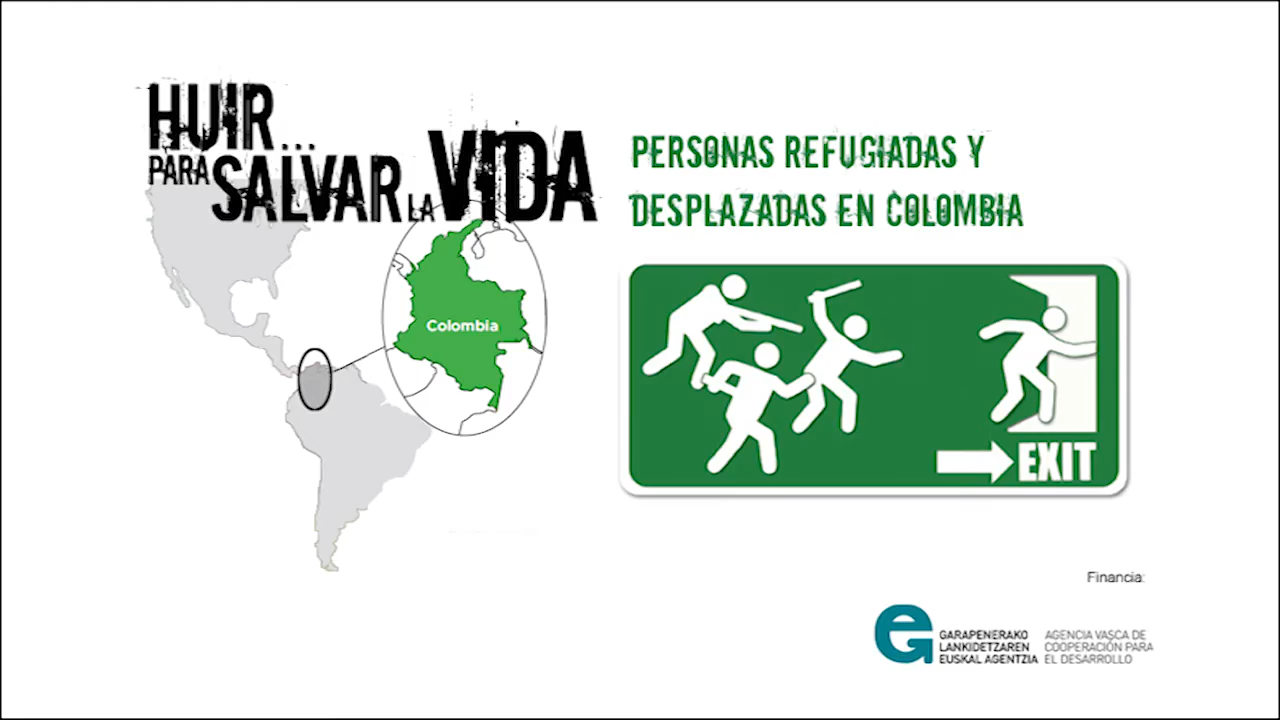 HUIR...
PARA SALVAR LA VIDA
PERSONAS REFUGIADAS Y
DESPLAZADAS EN COLOMBIA
Colombia
EXIT
Financia:
GARAPENERAKO
LANKIDETZAREN
EUSKAL AGENTZIA
AGENCIA VASCA DE
COOPERACIÓN PARA
EL DESARROLLO